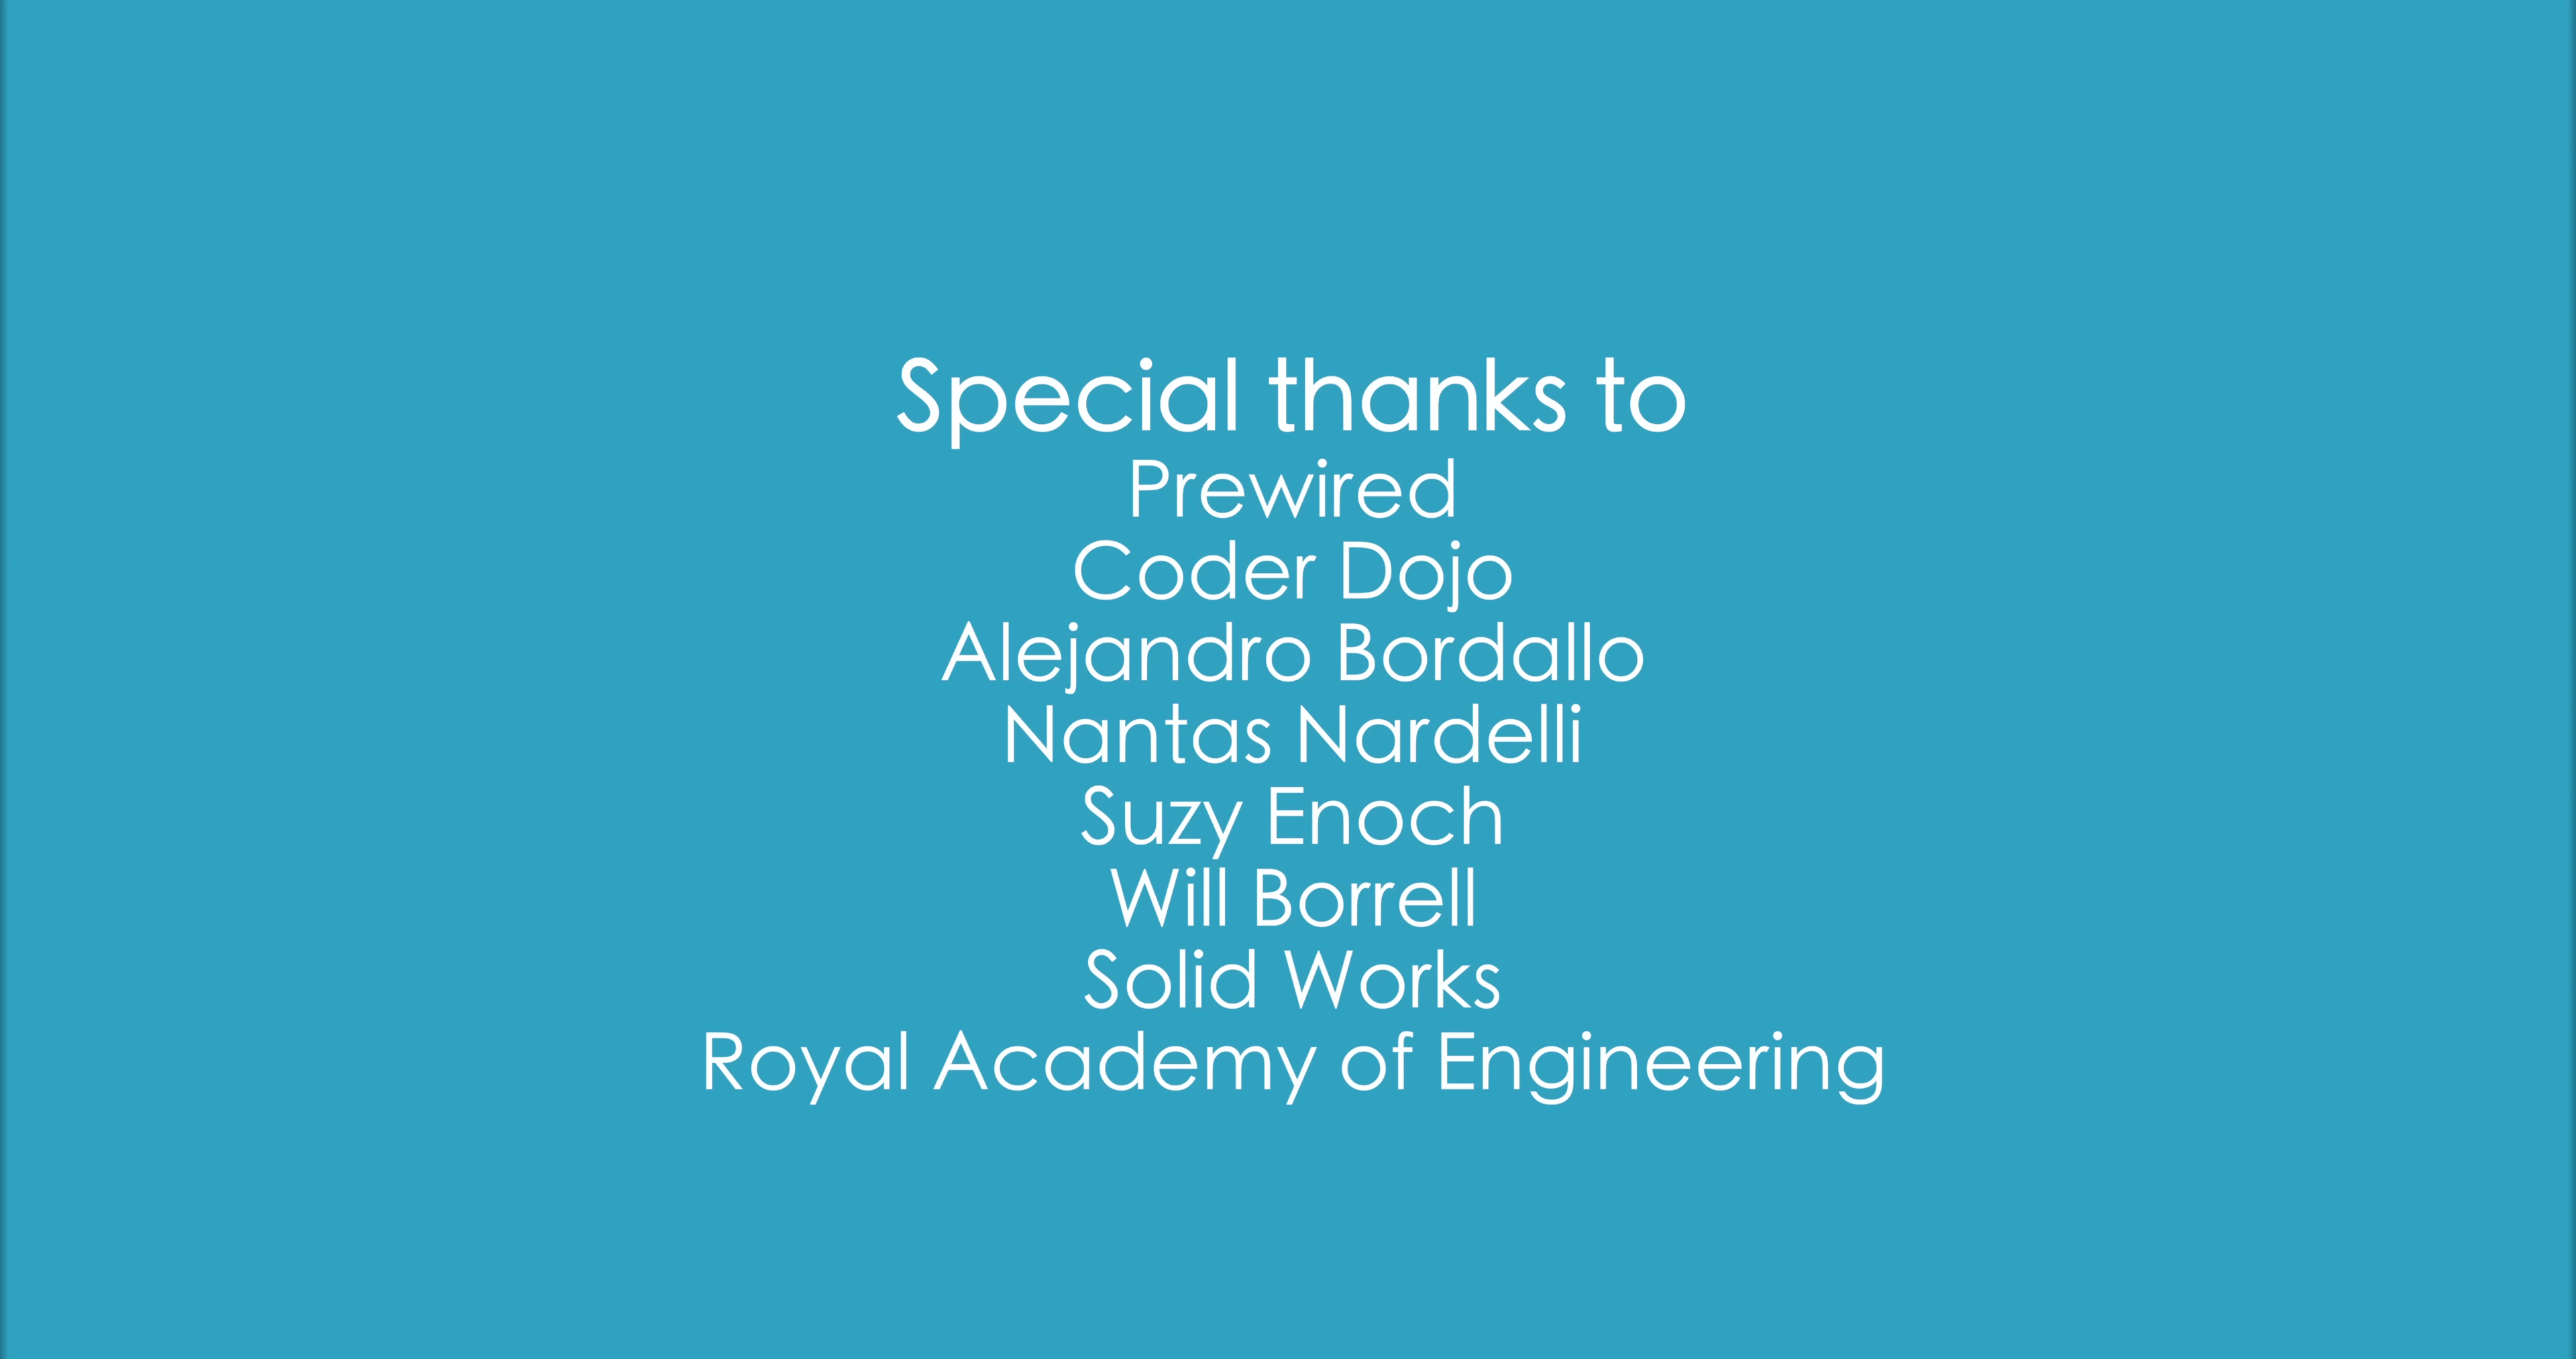 Special thanks to
Prewired
Coder Dojo
Alejandro Bordallo
Nantas Nardelli
Suzy Enoch
Will Borrell
Solid Works
Royal Academy of Engineering